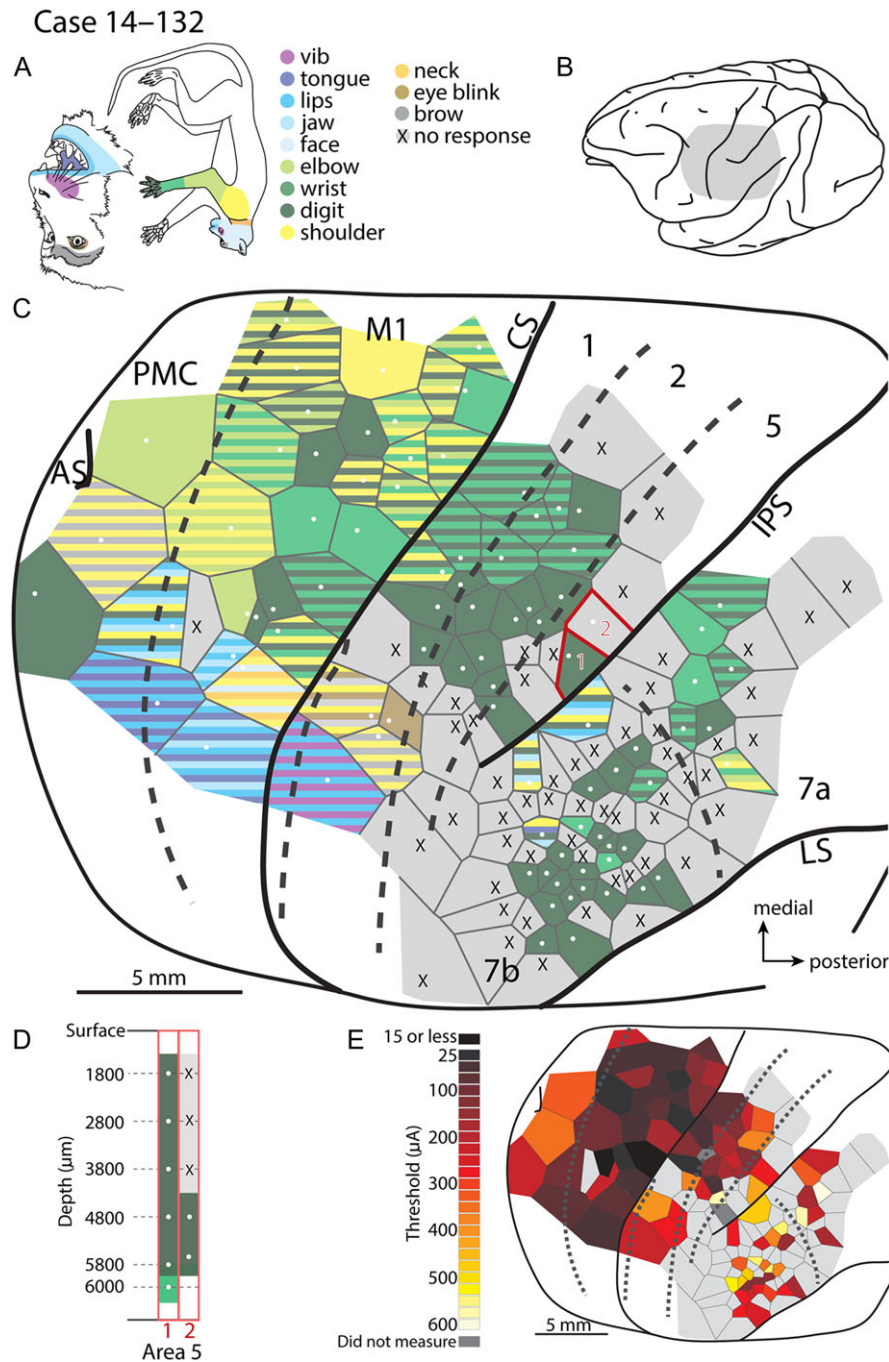 Case 14–132
A
vib
tongue
lips
jaw
face
elbow
wrist
digit
shoulder
neck
eye blink
brow
X no response
B
C
PMC
M1
CS
1
2
5
AS
IPS
2
1
7a
LS
7b
medial
posterior
5 mm
D
Surface
1800
2800
3800
4800
5800
6000
Depth (µm)
X
X
X
1 2
Area 5
E
15 or less
25
100
200
300
400
500
600
Did not measure
Threshold (µA)
5 mm